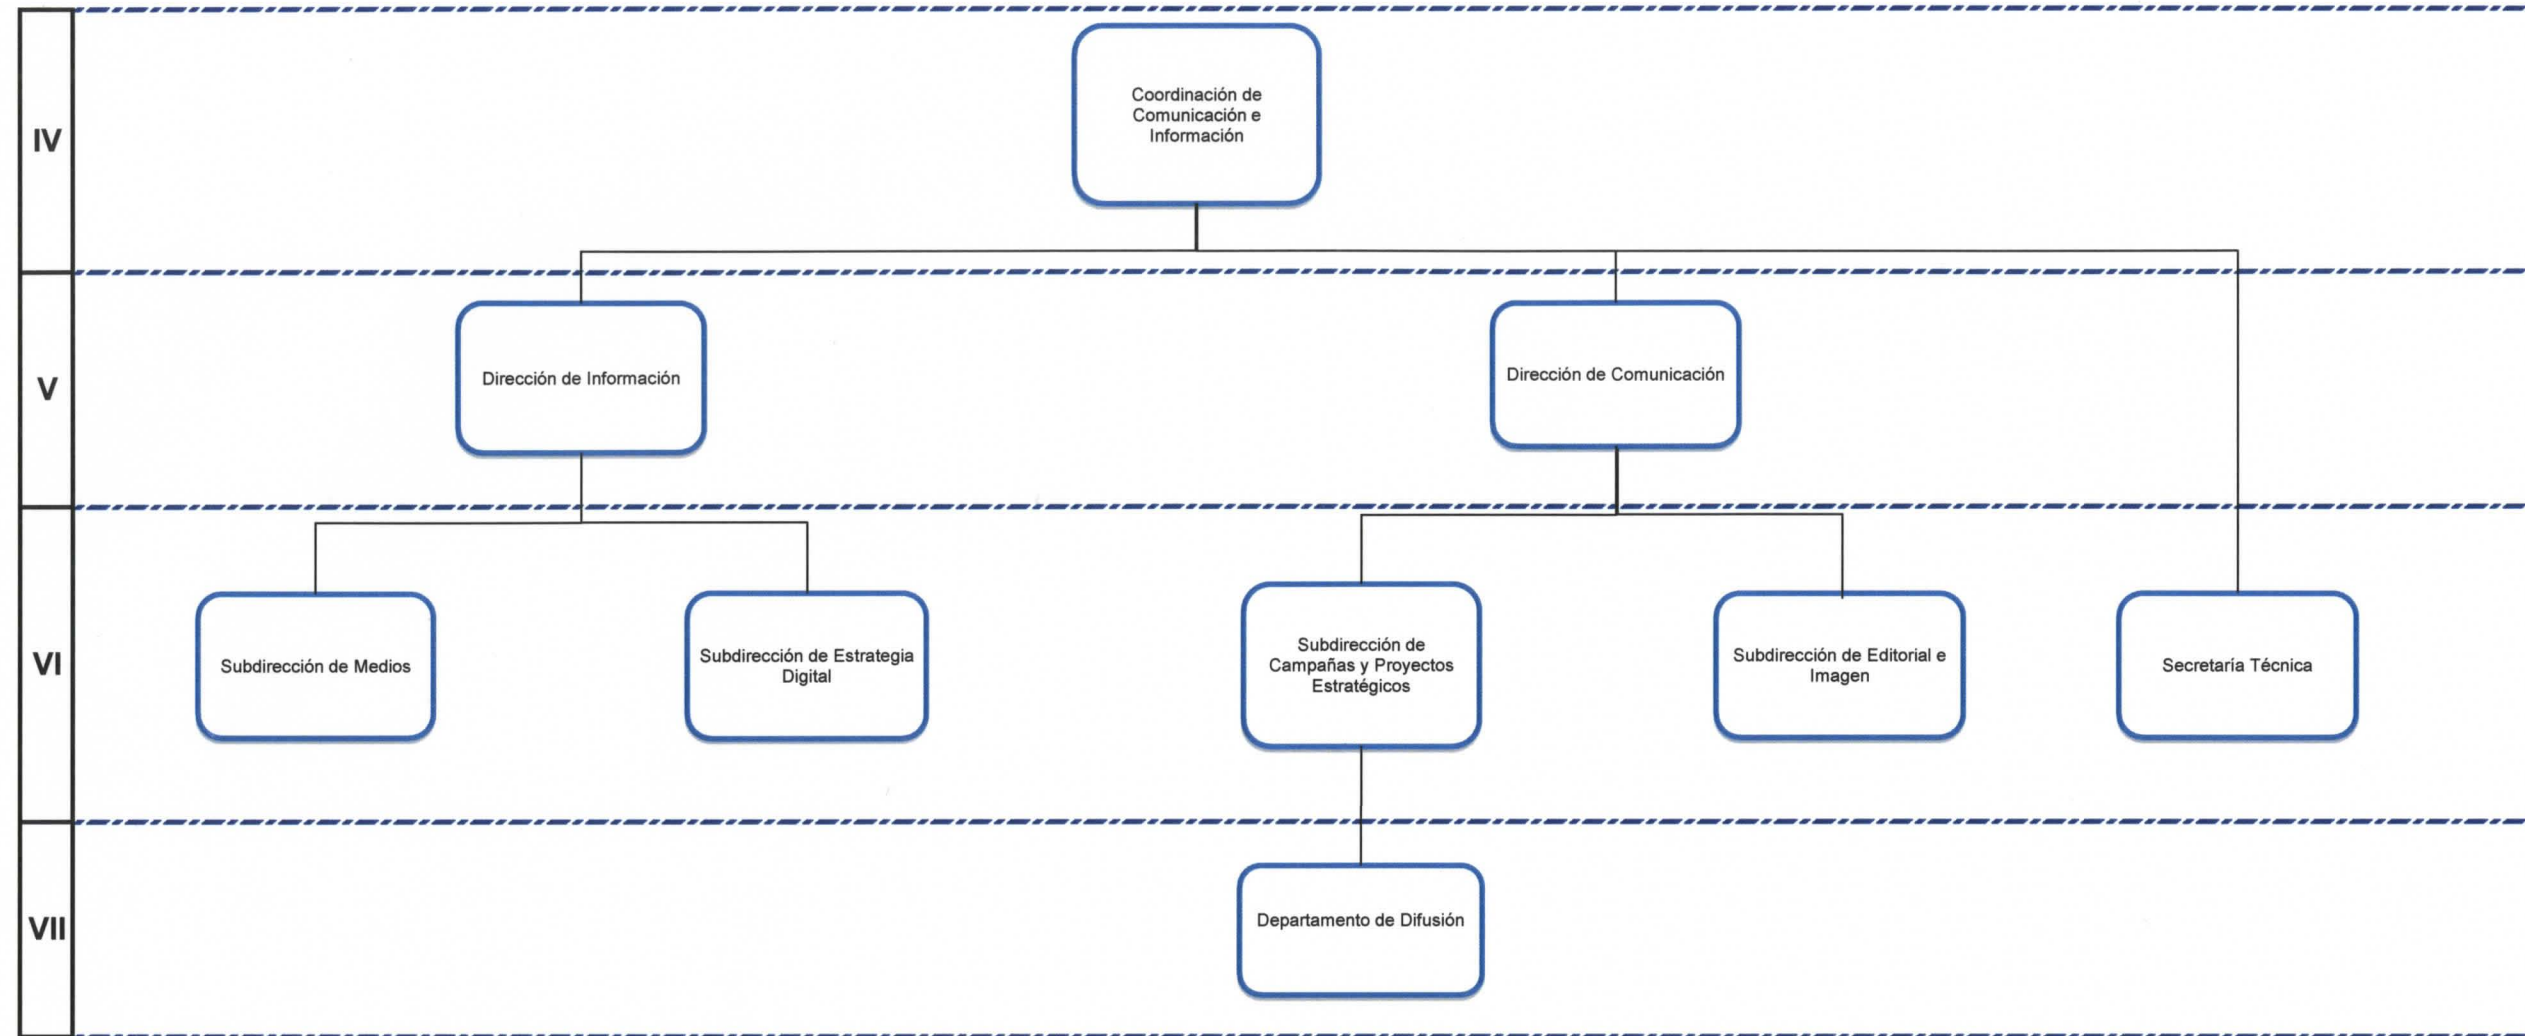 IV
Coordinación de
Comunicación e
Información
V
Dirección de Información
Dirección de Comunicación
VI
Subdirección de Medios
Subdirección de Estrategia
Digital
Subdirección de
Campañas y Proyectos
Estratégicos
Subdirección de Editorial e
Imagen
Secretaría Técnica
VII
Departamento de Difusión